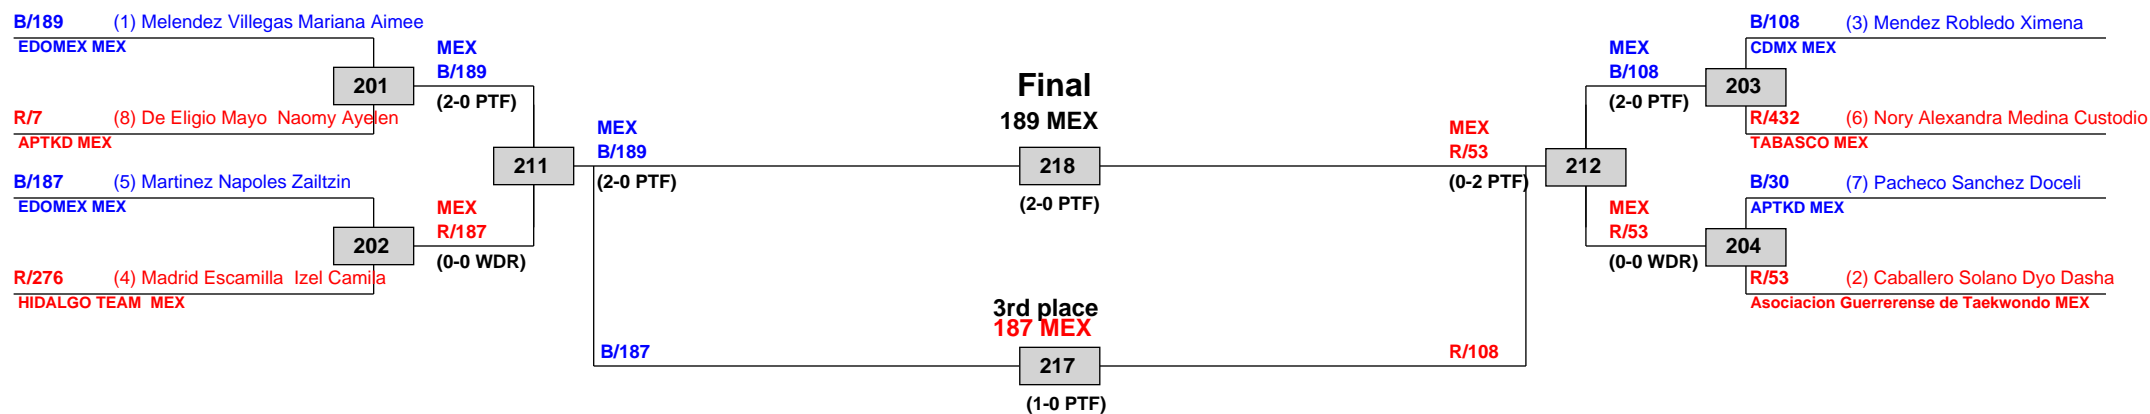 B/189 (1) Melendez Villegas Mariana Aimee
EDOMEX MEX
201
R/7 (8) De Eligio Mayo  Naomy Ayelen
APTKD MEX
B/187 (5) Martinez Napoles Zailtzin
EDOMEX MEX
202
R/276 (4) Madrid Escamilla  Izel Camila
HIDALGO TEAM  MEX
MEX
B/189
(2-0 PTF)
211
MEX
R/187
(0-0 WDR)
MEX
B/189
(2-0 PTF)
Final
189 MEX
218
(2-0 PTF)
3rd place
187 MEX
B/187
217
R/108
(1-0 PTF)
MEX
R/53
(0-2 PTF)
212
MEX
B/108
(2-0 PTF)
MEX
R/53
(0-0 WDR)
B/108 (3) Mendez Robledo Ximena
CDMX MEX
203
R/432 (6) Nory Alexandra Medina Custodio
TABASCO MEX
B/30 (7) Pacheco Sanchez Doceli
APTKD MEX
204
R/53 (2) Caballero Solano Dyo Dasha
Asociacion Guerrerense de Taekwondo MEX